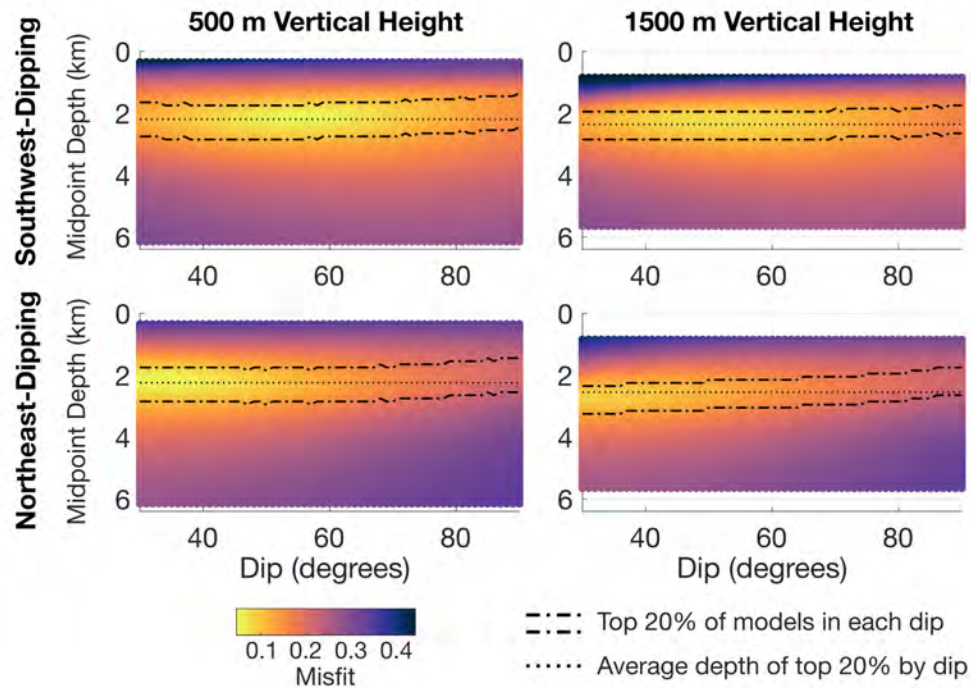 500 m Vertical Height
1500 m Vertical Height
Southwest-Dipping
Midpoint Depth (km)
0
2
4
6
40
60
80
0
2
4
6
40
60
80
Northeast-Dipping
Midpoint Depth (km)
0
2
4
6
40
60
80
Dip (degrees)
0
2
4
6
40
60
80
Dip (degrees)
0.1 0.2 0.3 0.4
Misfit
Top 20% of models in each dip
Average depth of top 20% by dip